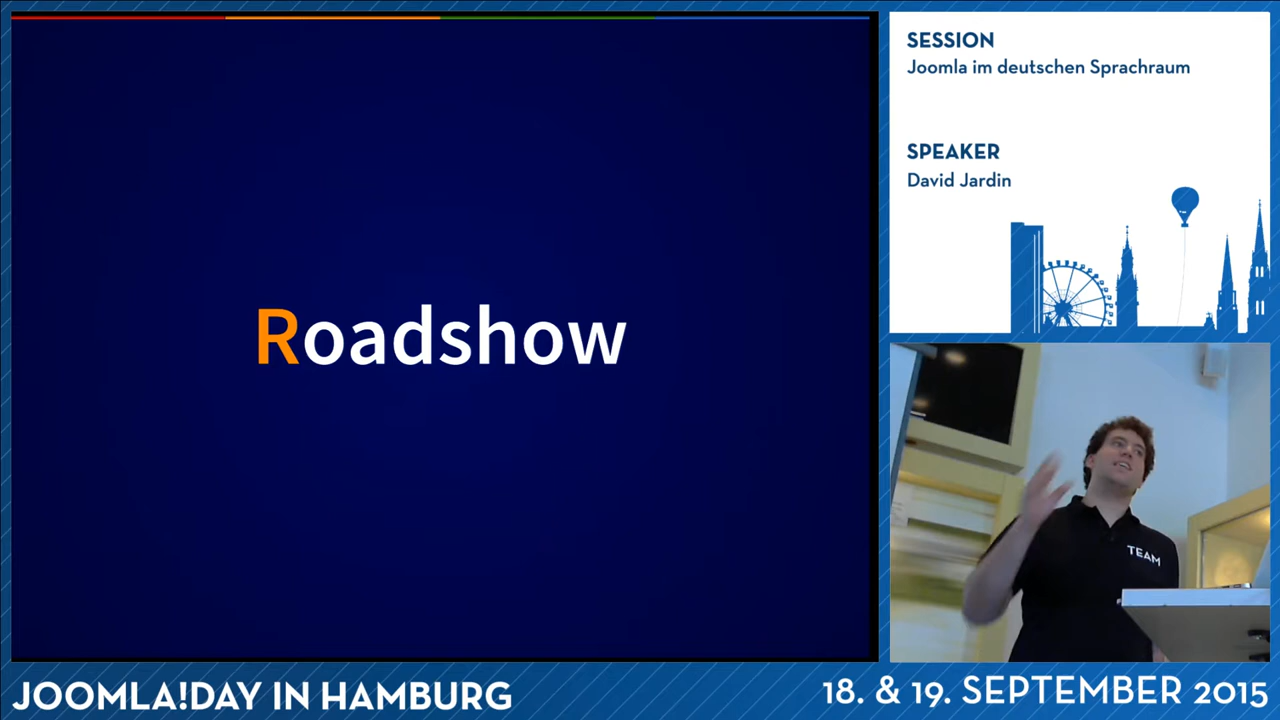 Roadshow
SESSION
Joomla im deutschen Sprachraum
SPEAKER
David Jardin
TEAM
JOOMLA!DAY IN HAMBURG
18. & 19. SEPTEMBER 2015